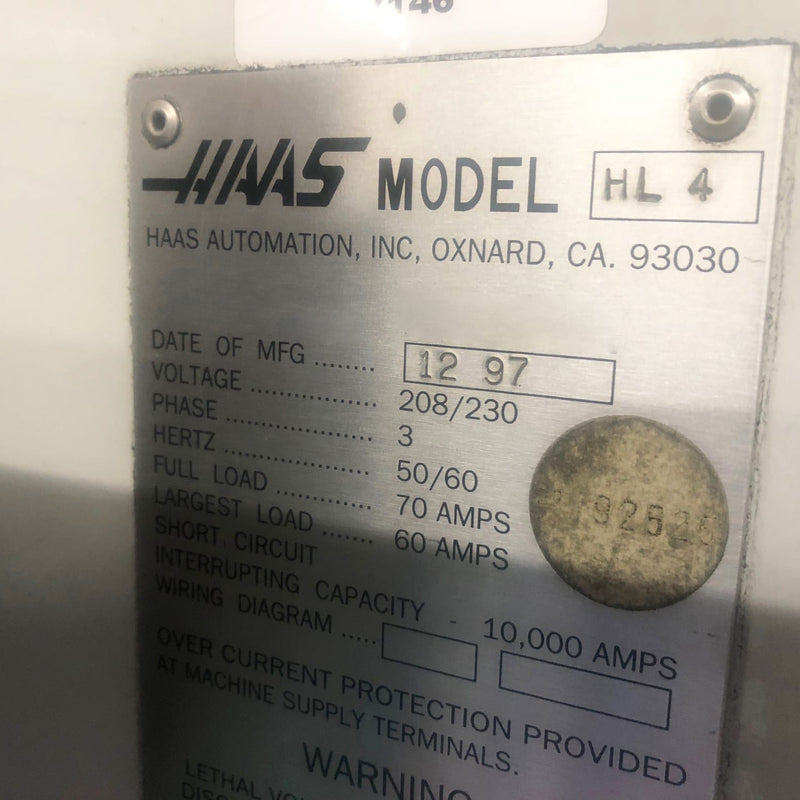 HAAS MODEL HL 4
HAAS AUTOMATION, INC, OXNARD, CA. 93030
DATE OF MFG ........ 12 97
VOLTAGE ................ 208/230
PHASE ................... 3
HERTZ ................... 50/60
FULL LOAD ............. 70 AMPS
LARGEST LOAD ....... 60 AMPS
SHORT CIRCUIT
INTERRUPTING CAPACITY - 10,000 AMPS
WIRING DIAGRAM .....
OVER CURRENT PROTECTION PROVIDED
AT MACHINE SUPPLY TERMINALS.
WARNING
LETHAL